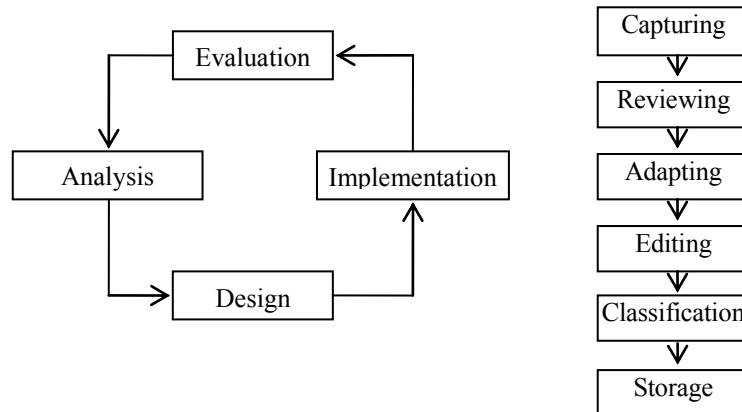 Evaluation
Analysis
Implementation
Design
Capturing
Reviewing
Adapting
Editing
Classification
Storage